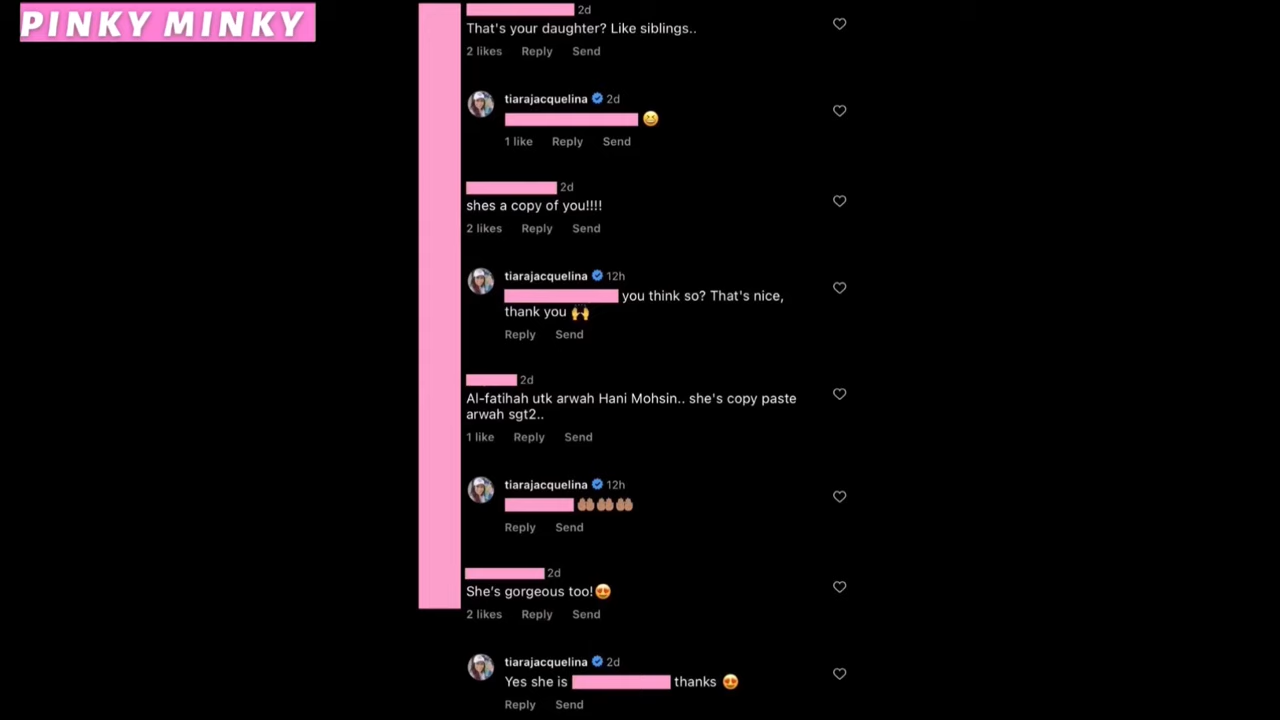 PINKY MINKY
2d
That's your daughter? Like siblings..
2 likes Reply Send
tiarajacquelina 2d
😆
1 like Reply Send
2d
shes a copy of you!!!!
2 likes Reply Send
tiarajacquelina 12h
you think so? That's nice,
thank you 🙌
Reply Send
2d
Al-fatihah utk arwah Hani Mohsin.. she's copy paste
arwah sgt2..
1 like Reply Send
tiarajacquelina 12h
🤲🏽🤲🏽🤲🏽
Reply Send
2d
She's gorgeous too!😍
2 likes Reply Send
tiarajacquelina 2d
Yes she is thanks 😍
Reply Send